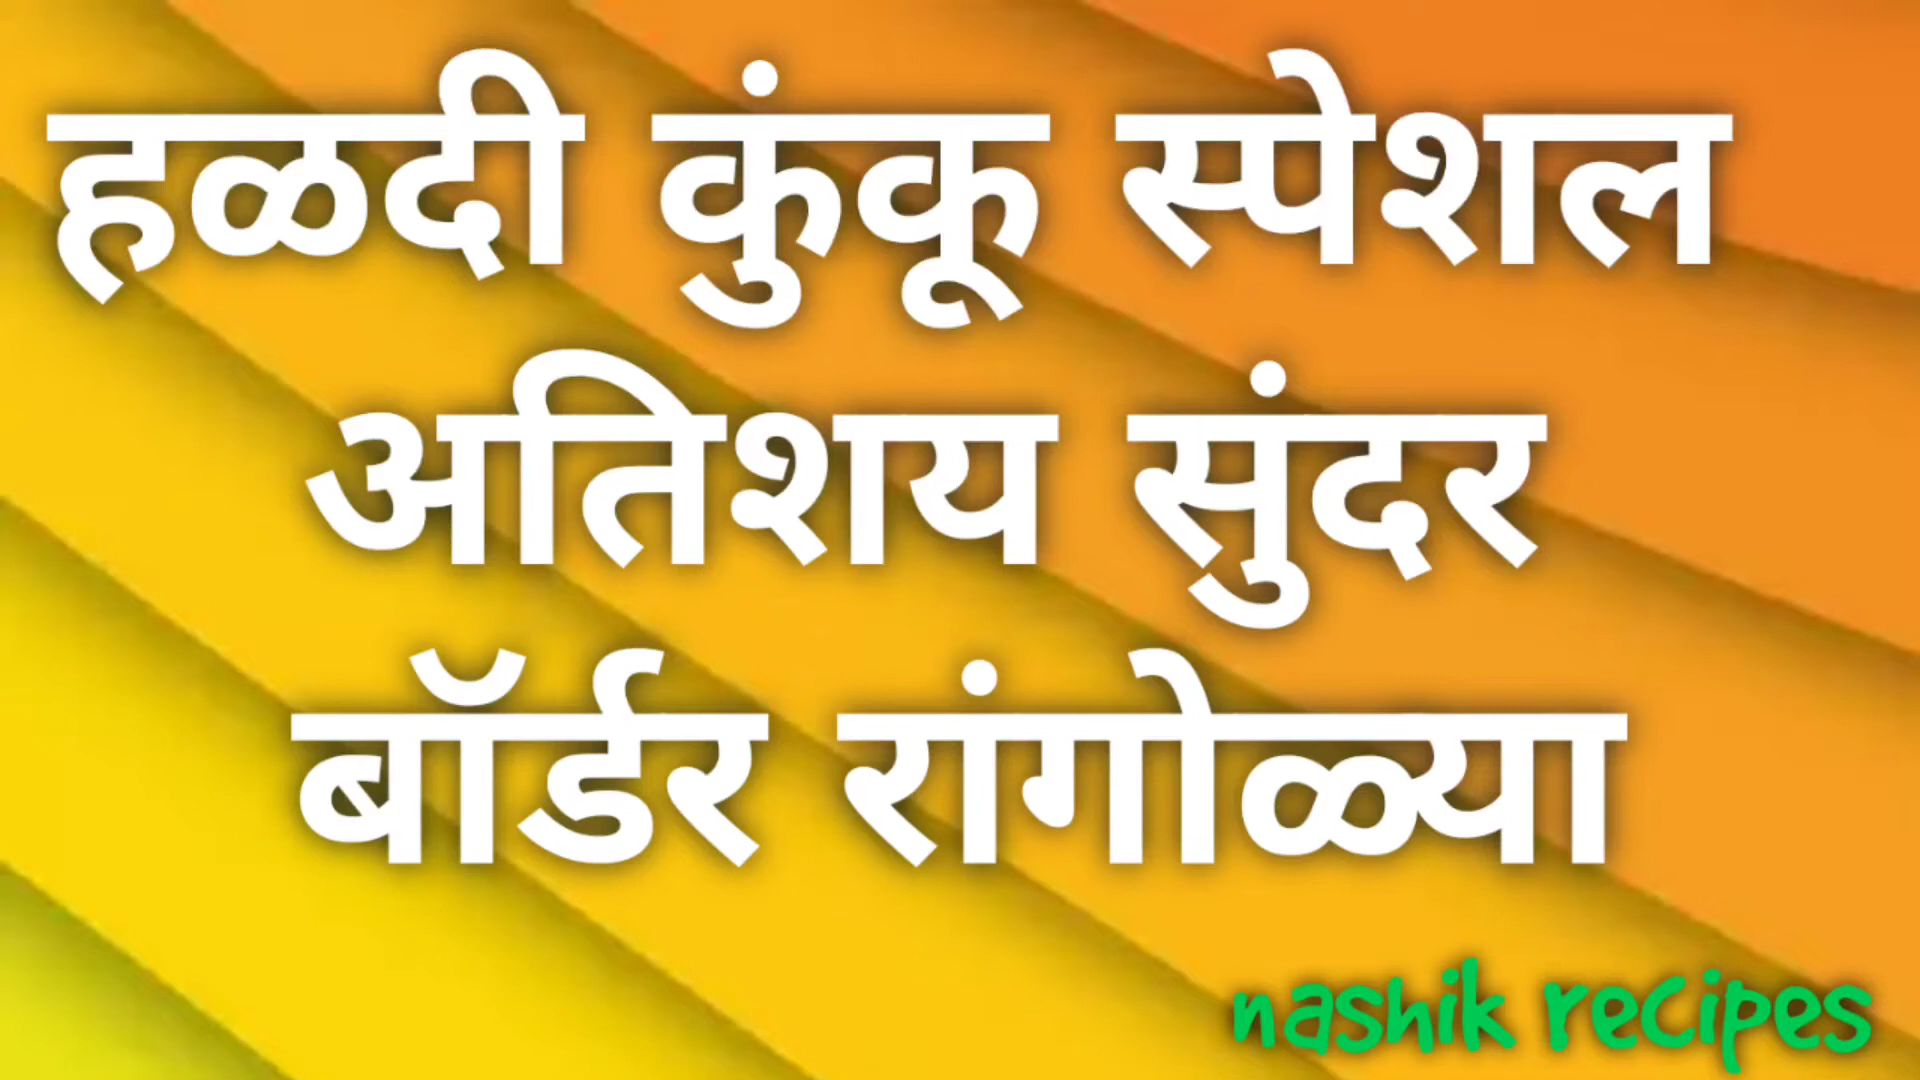 हळदी कुंकू स्पेशल
अतिशय सुंदर
बॉर्डर रांगोळ्या
nashik recipes